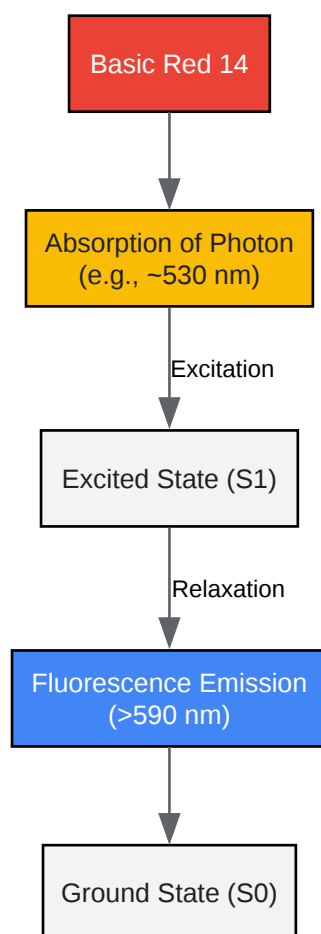 Basic Red 14
Absorption of Photon
(e.g., ~530 nm)
Excitation
Excited State (S1)
Relaxation
Fluorescence Emission
(>590 nm)
Ground State (S0)